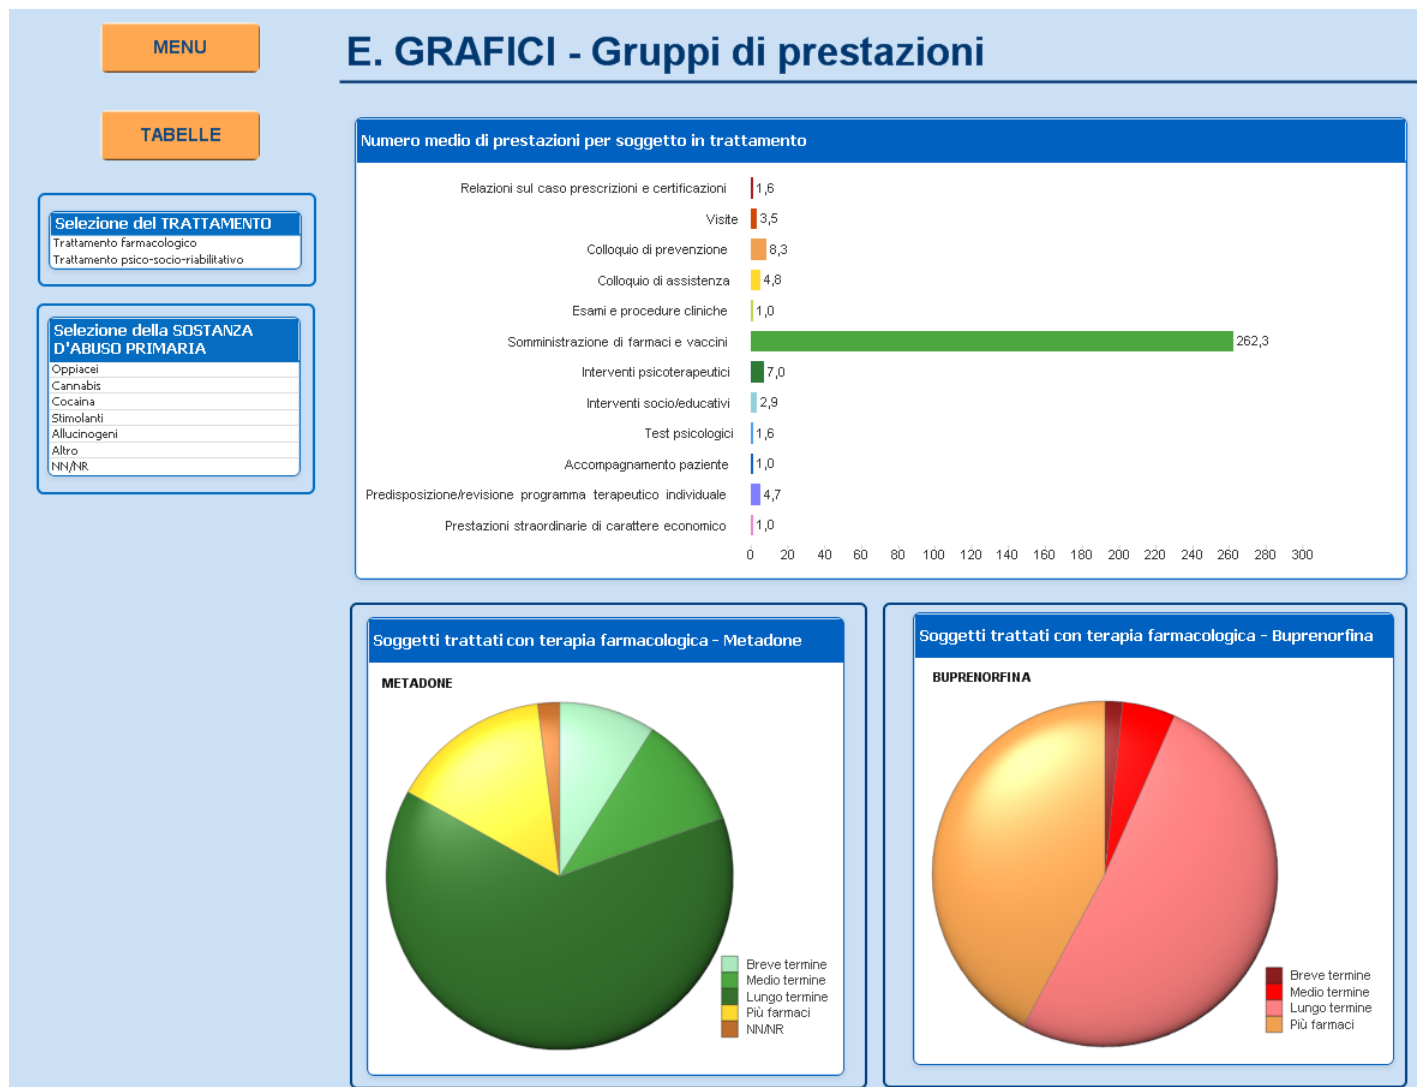 MENU
E. GRAFICI - Gruppi di prestazioni
TABELLE
Selezione del TRATTAMENTO
Trattamento farmacologico
Trattamento psico-socio-riabilitativo
Selezione della SOSTANZA
D'ABUSO PRIMARIA
Oppiacei
Cannabis
Cocaina
Stimolanti
Allucinogeni
Altro
NN/NR
Numero medio di prestazioni per soggetto in trattamento
Relazioni sul caso prescrizioni e certificazioni 1,6
Visite 3,5
Colloquio di prevenzione 8,3
Colloquio di assistenza 4,8
Esami e procedure cliniche 1,0
Somministrazione di farmaci e vaccini 262,3
Interventi psicoterapeutici 7,0
Interventi socio/educativi 2,9
Test psicologici 1,6
Accompagnamento paziente 1,0
Predisposizione/revisione programma terapeutico individuale 4,7
Prestazioni straordinarie di carattere economico 1,0
0 20 40 60 80 100 120 140 160 180 200 220 240 260 280 300
Soggetti trattati con terapia farmacologica - Metadone
METADONE
Breve termine
Medio termine
Lungo termine
Più farmaci
NN/NR
Soggetti trattati con terapia farmacologica - Buprenorfina
BUPRENORFINA
Breve termine
Medio termine
Lungo termine
Più farmaci